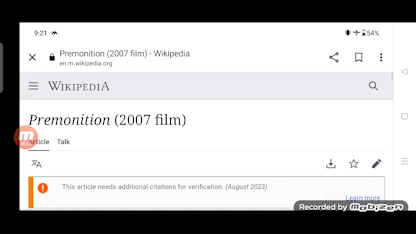 9:21 54%
Premonition (2007 film) - Wikipedia
en.m.wikipedia.org
WIKIPEDIA
Premonition (2007 film)
Article Talk
This article needs additional citations for verification. (August 2023)
Learn more
Recorded by mobizen